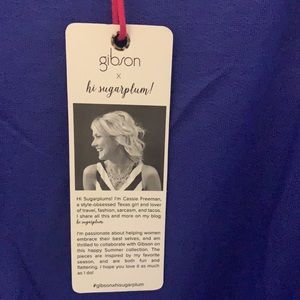 gibson
x
hi sugarplum!
Hi Sugarplums! I'm Cassie Freeman,
a style-obsessed Texas girl and lover
of travel, fashion, sarcasm, and tacos.
I share all this and more on my blog
hi sugarplum.
I'm passionate about helping women
embrace their best selves, and am
thrilled to collaborate with Gibson on
this happy Summer collection. The
pieces are inspired by my favorite
season, and are both fun and
flattering. I hope you love it as much
as I do!
#gibsonxhisugarplum